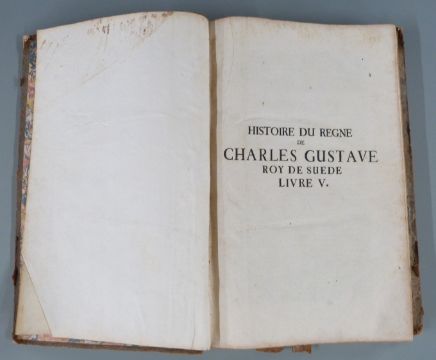 HISTOIRE DU REGNE
DE
CHARLES GUSTAVE
ROY DE SUEDE
LIVRE V.